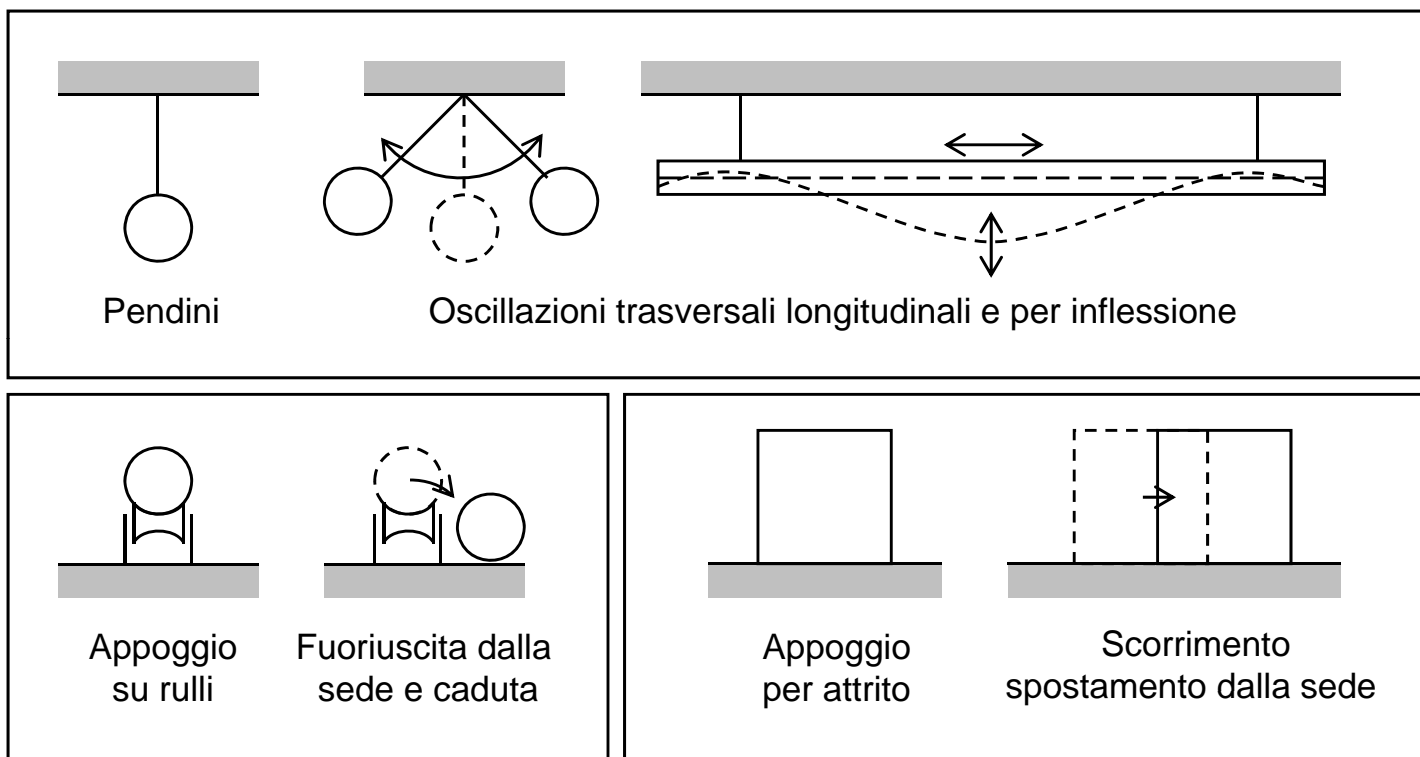 Pendini
Oscillazioni trasversali longitudinali e per inflessione
Appoggio
su rulli
Fuoriuscita dalla
sede e caduta
Appoggio
per attrito
Scorrimento
spostamento dalla sede